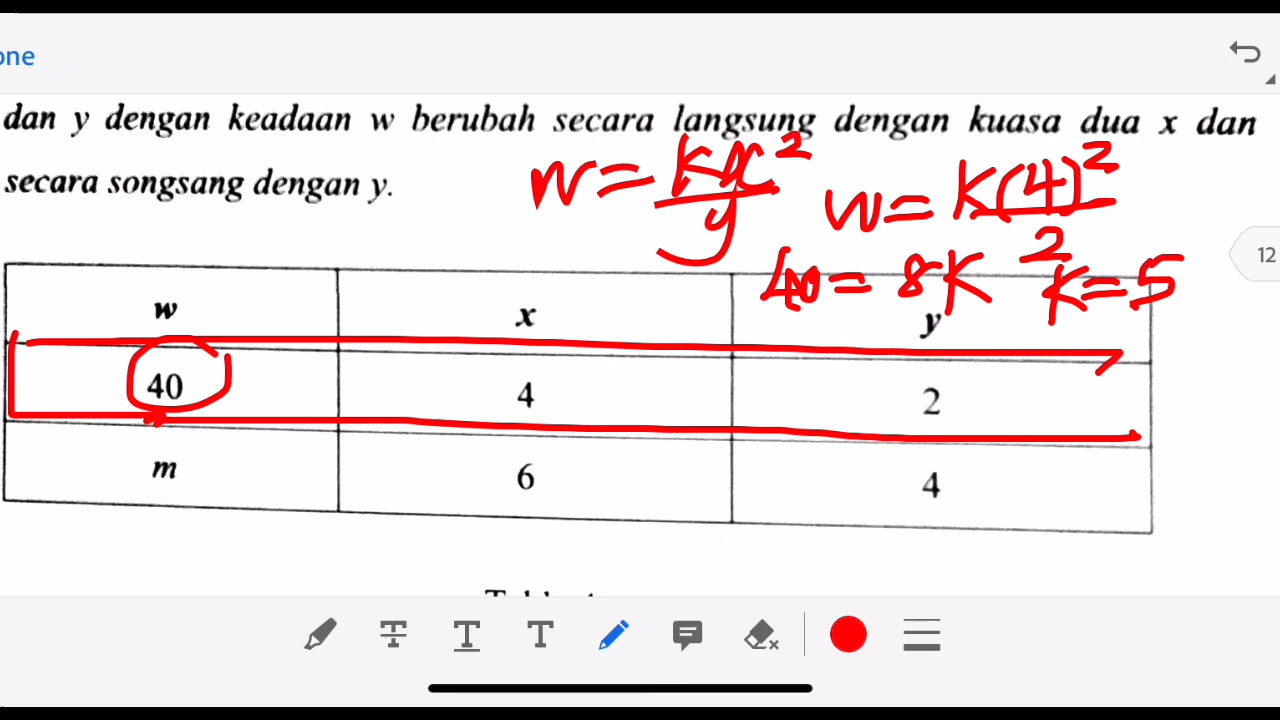 one
dan y dengan keadaan w berubah secara langsung dengan kuasa dua x dan
secara songsang dengan y.
w = kx²/y
w = k(4)²/2
40 = 8k k = 5
w x y
40 4 2
m 6 4
12
T T T